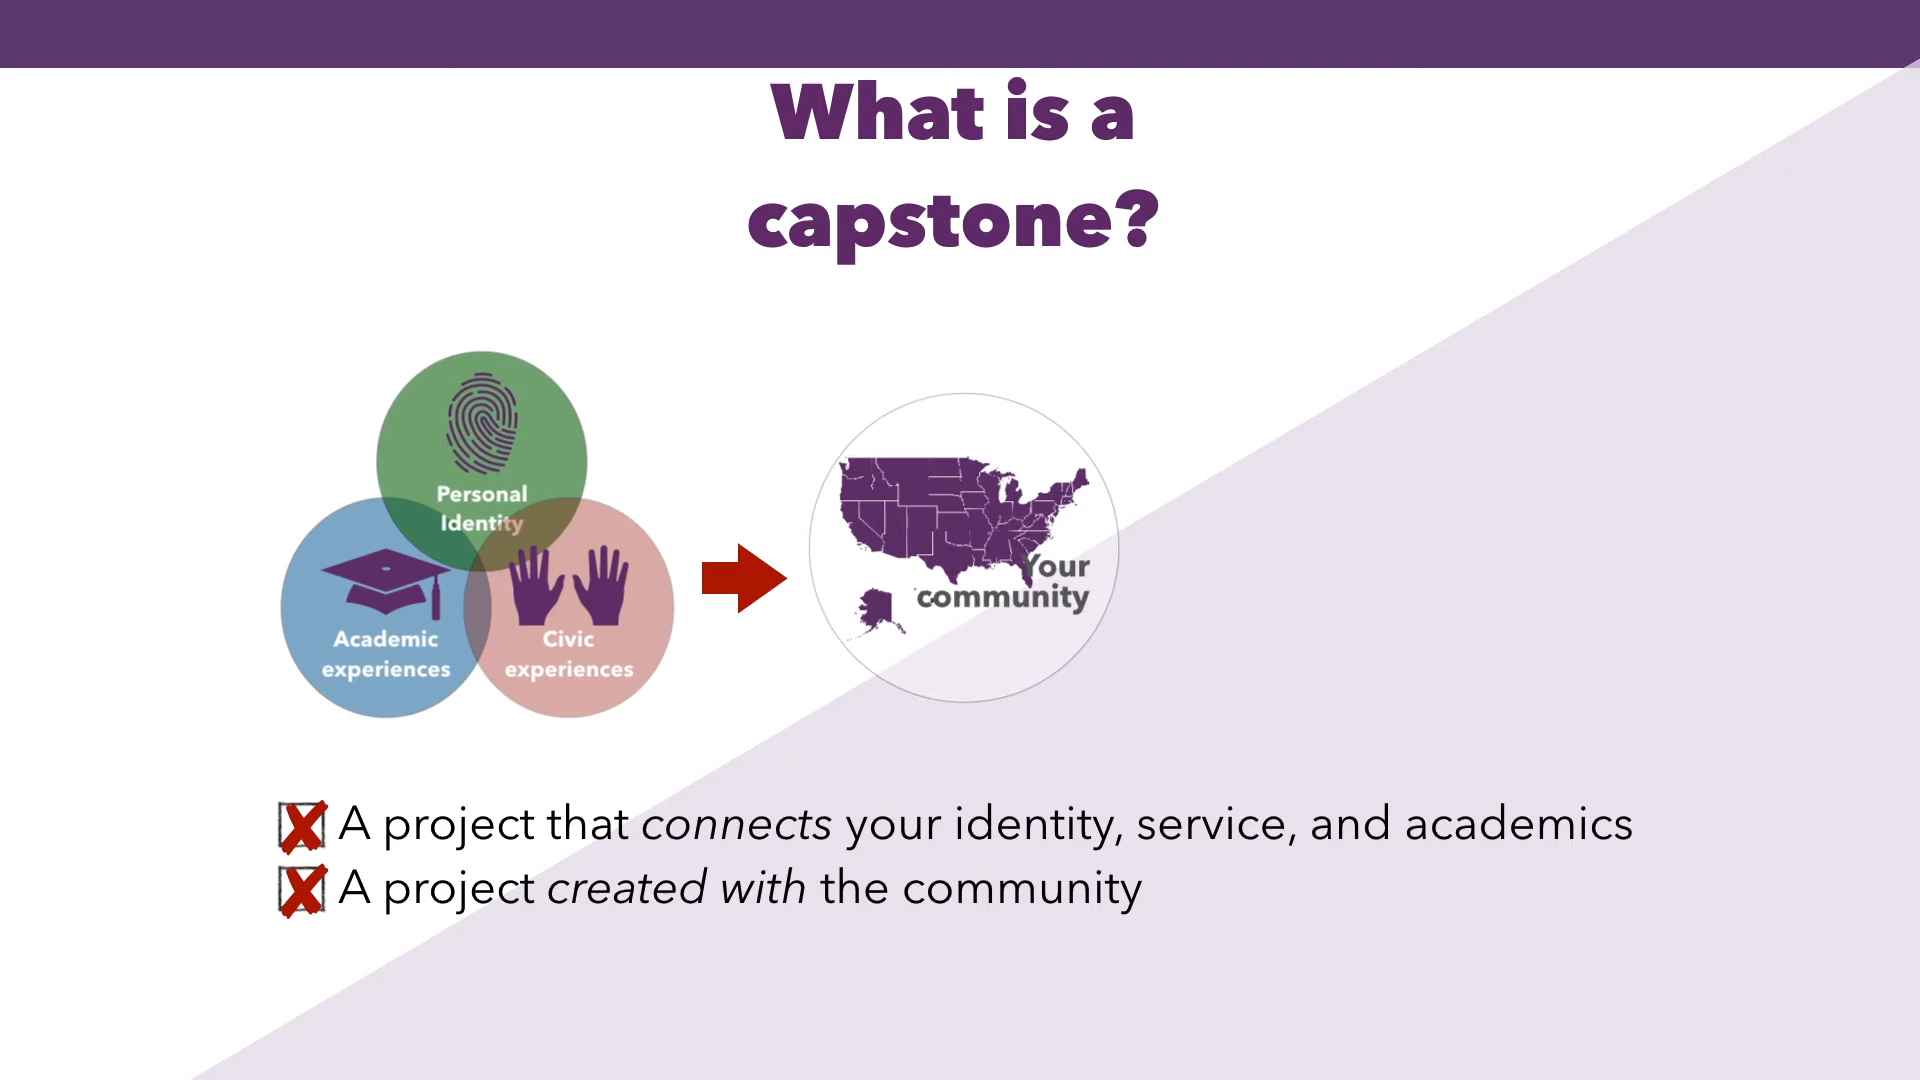 What is a
capstone?
Personal
Identity
Academic
experiences
Civic
experiences
Your
community
A project that connects your identity, service, and academics
A project created with the community